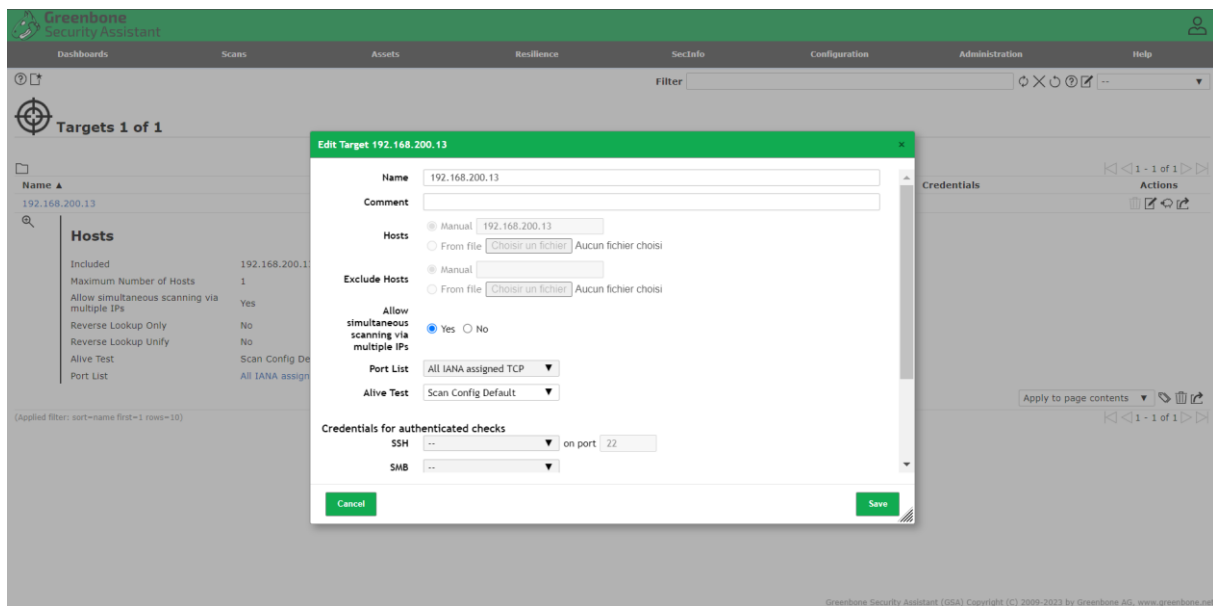 Greenbone
Security Assistant
Dashboards Scans Assets Resilience SecInfo Configuration Administration Help
Filter --
Targets 1 of 1
Edit Target 192.168.200.13 ×
1 - 1 of 1
Name ▲ Credentials Actions
192.168.200.13
Name 192.168.200.13
Comment
Hosts
Manual 192.168.200.13
From file Choisir un fichier Aucun fichier choisi
Exclude Hosts
Manual
From file Choisir un fichier Aucun fichier choisi
Allow
simultaneous
scanning via
multiple IPs
Yes No
Port List All IANA assigned TCP
Alive Test Scan Config Default
Credentials for authenticated checks
SSH -- on port 22
SMB --
Cancel Save
Hosts
Included 192.168.200.1
Maximum Number of Hosts 1
Allow simultaneous scanning via
multiple IPs Yes
Reverse Lookup Only No
Reverse Lookup Unify No
Alive Test Scan Config De
Port List All IANA assign
Apply to page contents
(Applied filter: sort=name first=1 rows=10)
1 - 1 of 1
Greenbone Security Assistant (GSA) Copyright (C) 2009-2023 by Greenbone AG, www.greenbone.net